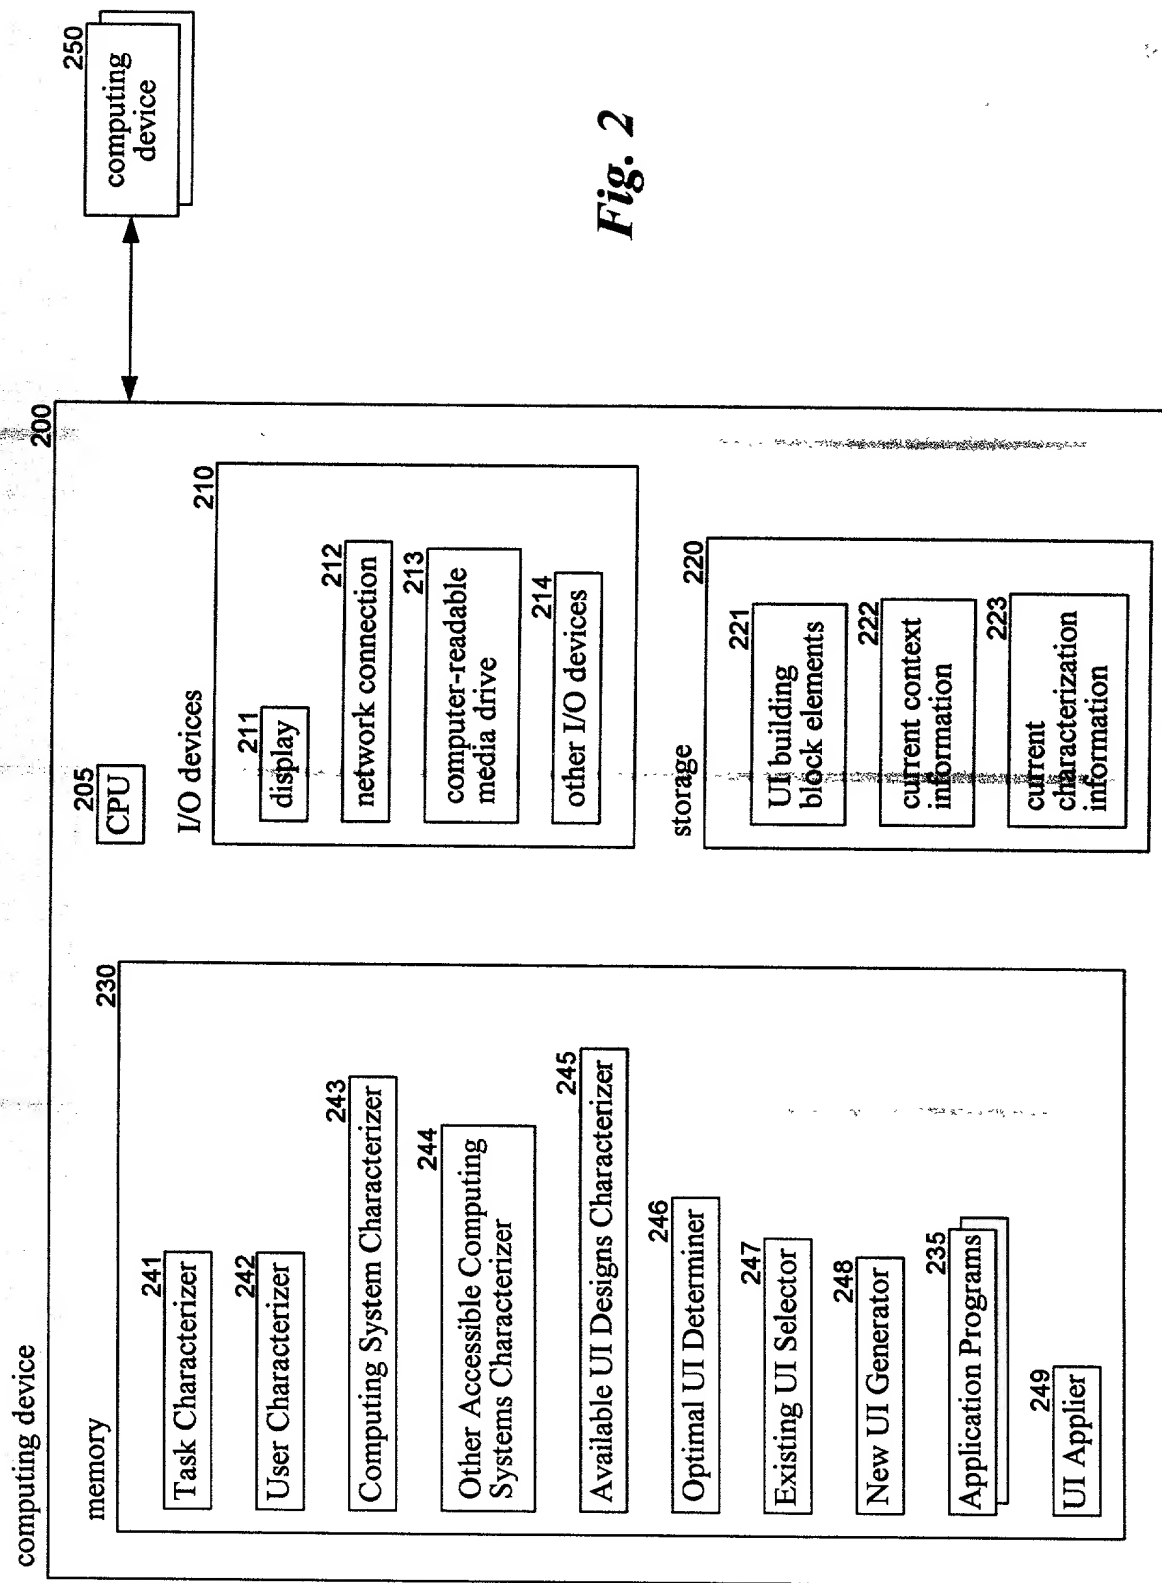 computing device
200
memory
230
241
Task Characterizer
242
User Characterizer
243
Computing System Characterizer
244
Other Accessible Computing
Systems Characterizer
245
Available UI Designs Characterizer
246
Optimal UI Determiner
247
Existing UI Selector
248
New UI Generator
235
Application Programs
249
UI Applier
205
CPU
I/O devices
210
211
display
212
network connection
213
computer-readable
media drive
214
other I/O devices
storage
220
221
UI building
block elements
222
current context
information
223
current
characterization
information
250
computing
device
Fig. 2